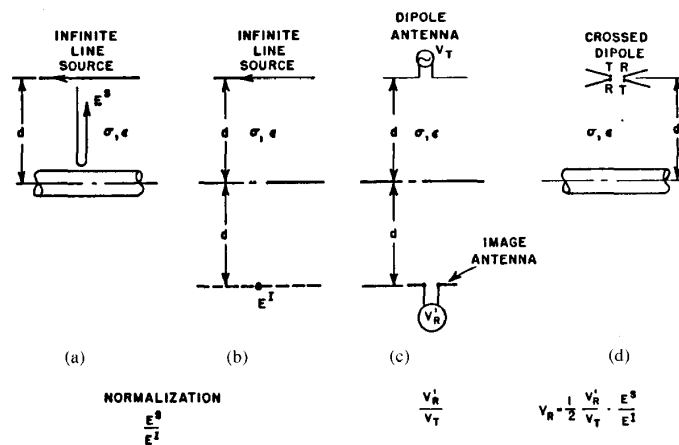 INFINITE
LINE
SOURCE
E^S
d
σ, ϵ
(a)
INFINITE
LINE
SOURCE
d
σ, ϵ
d
E^I
(b)
DIPOLE
ANTENNA
V_T
d
σ, ϵ
d
IMAGE
ANTENNA
V'_R
(c)
CROSSED
DIPOLE
T R
R T
σ, ϵ
d
(d)
NORMALIZATION
E^S/E^I
V'_R/V_T
V_R = 1/2 V'_R/V_T · E^S/E^I